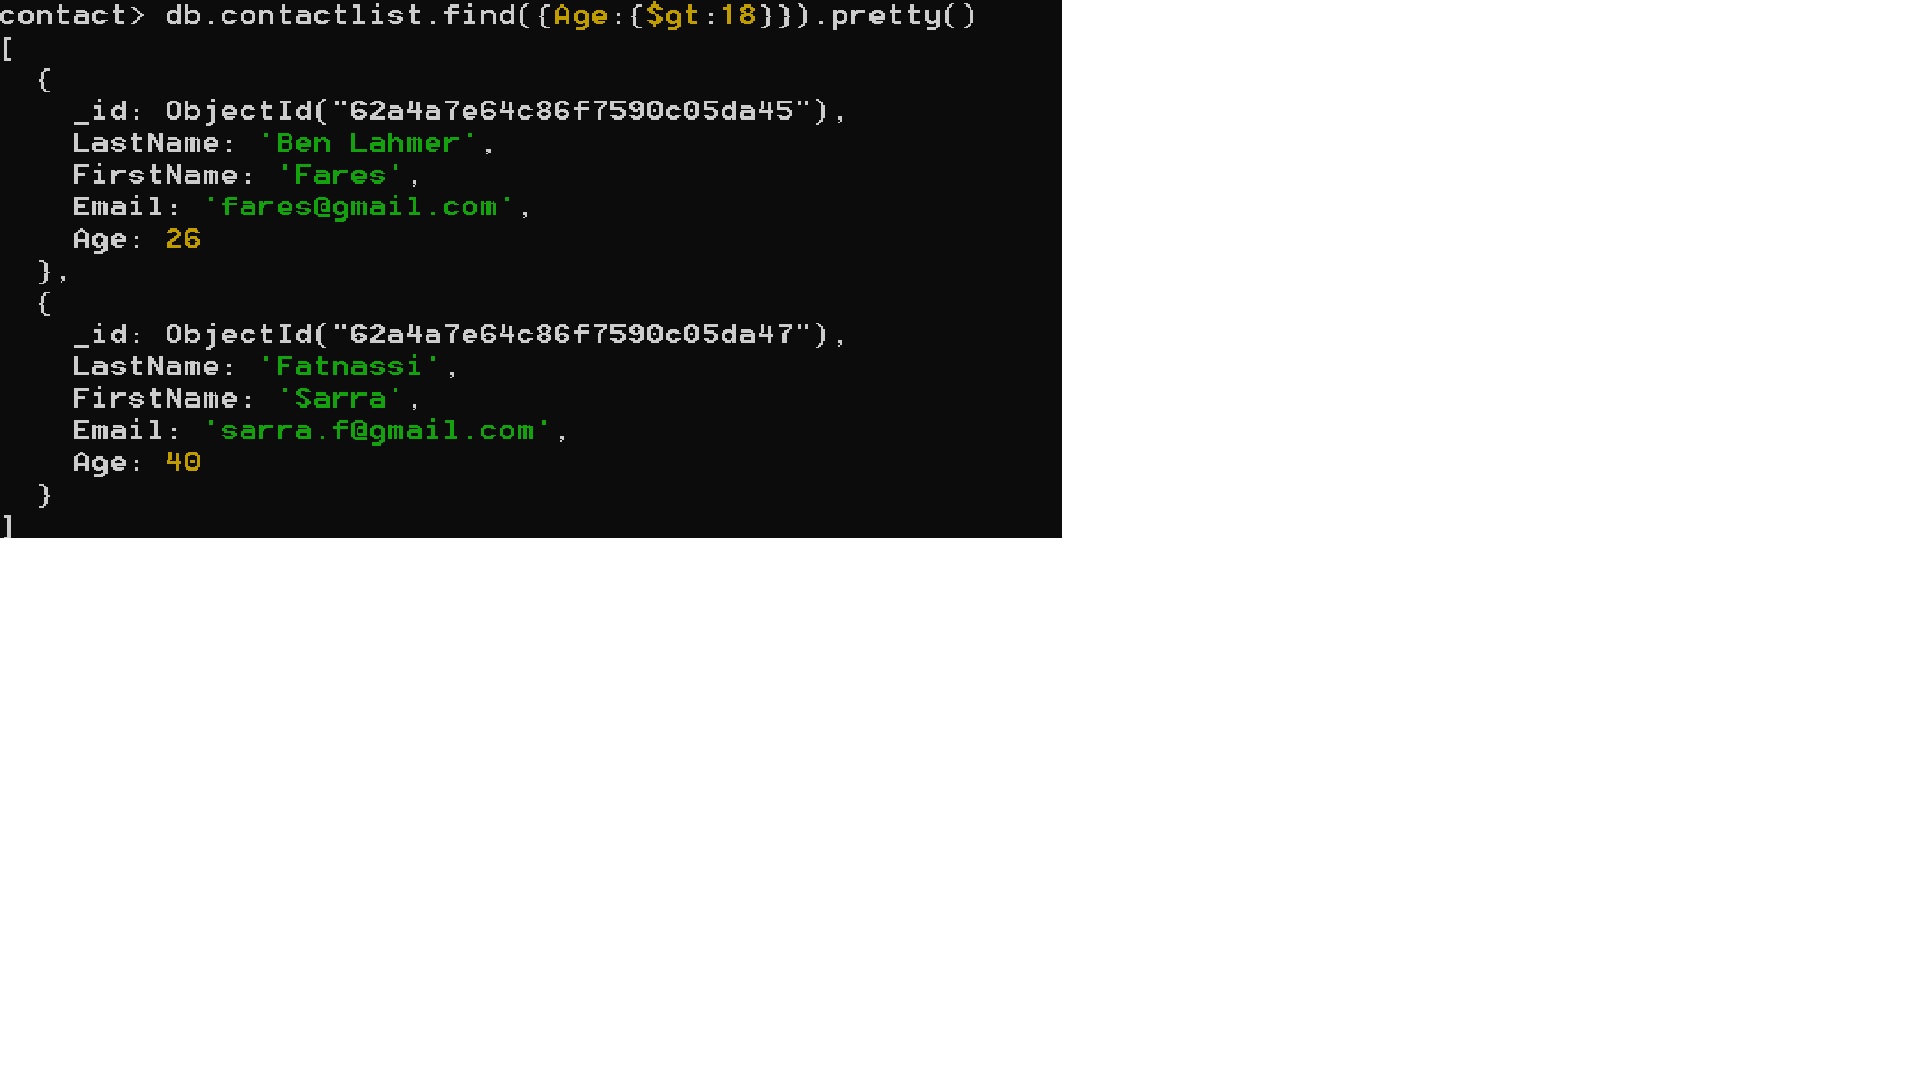 contact> db.contactlist.find({Age:{$gt:18}}).pretty()
[
  {
    _id: ObjectId("62a4a7e64c86f7590c05da45"),
    LastName: 'Ben Lahmer',
    FirstName: 'Fares',
    Email: 'fares@gmail.com',
    Age: 26
  },
  {
    _id: ObjectId("62a4a7e64c86f7590c05da47"),
    LastName: 'Fatnassi',
    FirstName: 'Sarra',
    Email: 'sarra.f@gmail.com',
    Age: 40
  }
]